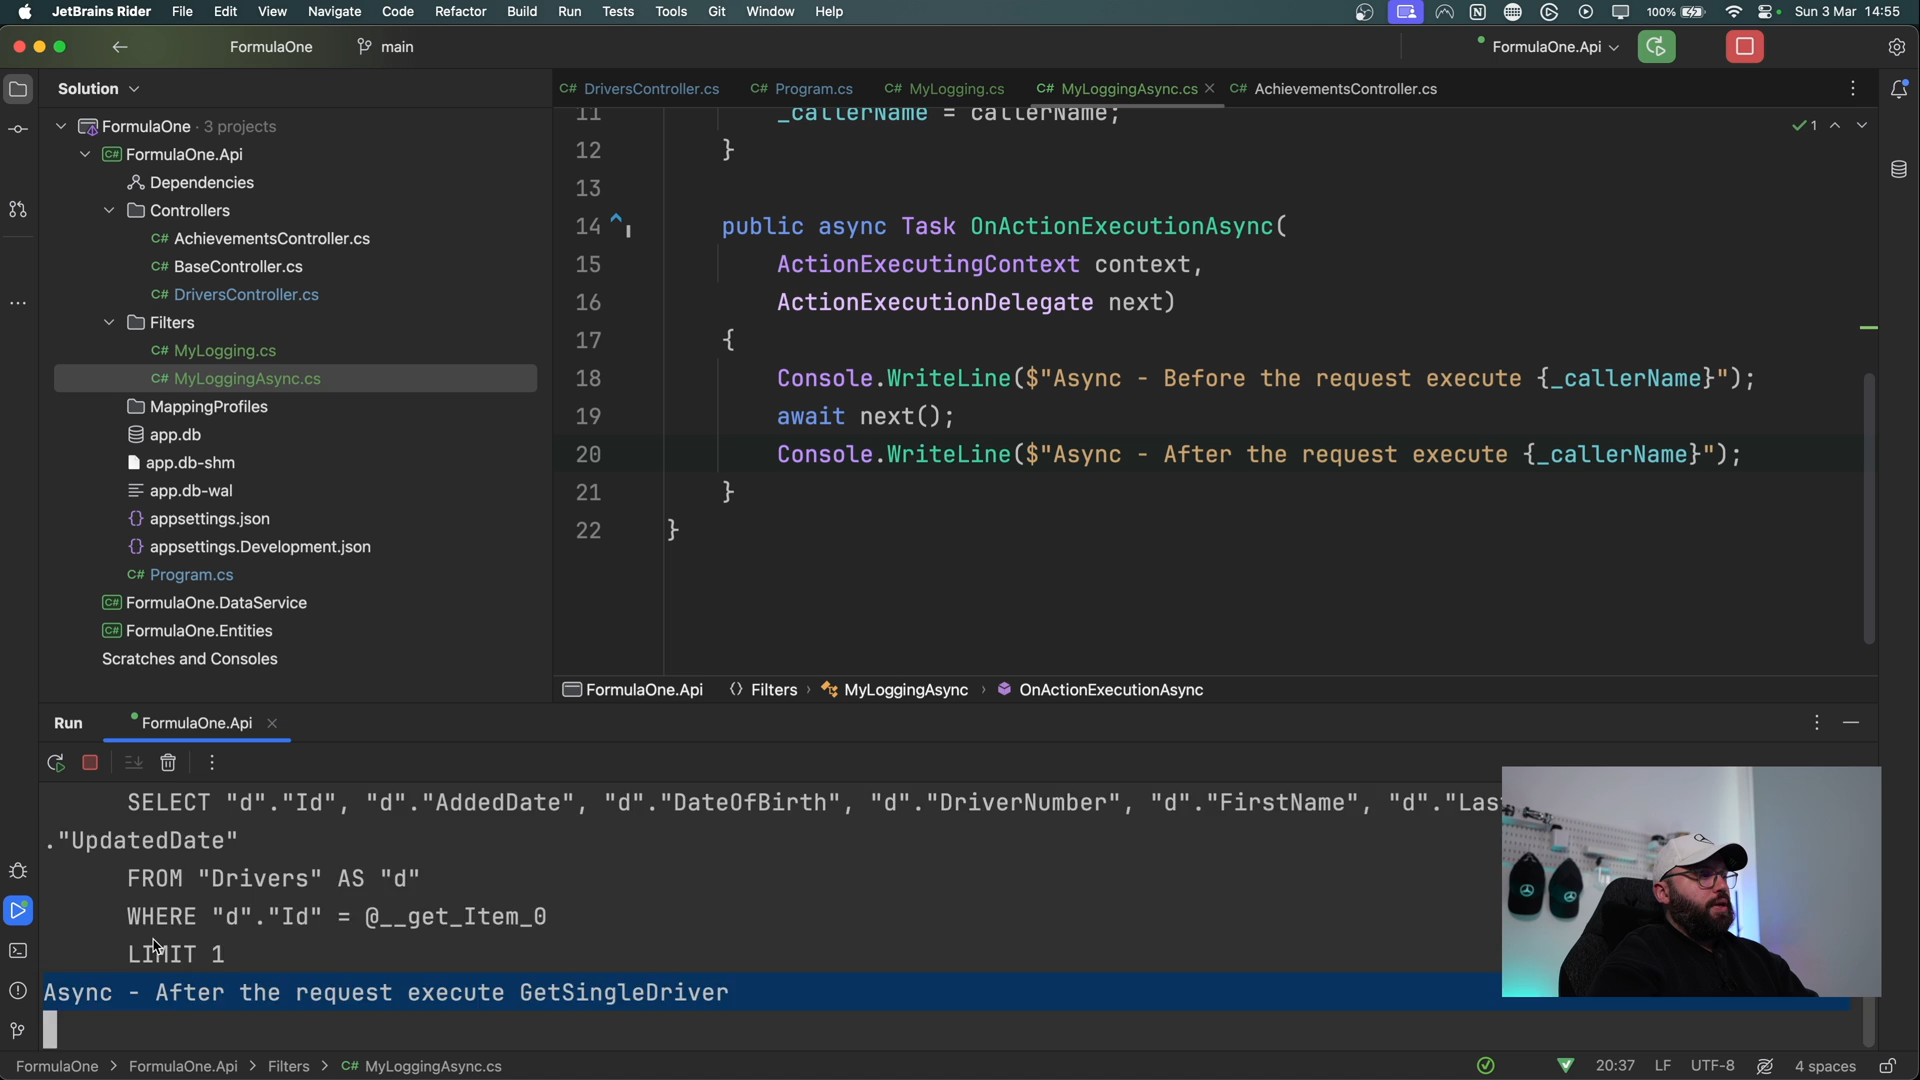 JetBrains Rider File Edit View Navigate Code Refactor Build Run Tests Tools Git Window Help 100% Sun 3 Mar 14:55
FormulaOne main FormulaOne.Api
Solution
FormulaOne · 3 projects
C# FormulaOne.Api
Dependencies
Controllers
C# AchievementsController.cs
C# BaseController.cs
C# DriversController.cs
Filters
C# MyLogging.cs
C# MyLoggingAsync.cs
MappingProfiles
app.db
app.db-shm
app.db-wal
{} appsettings.json
{} appsettings.Development.json
C# Program.cs
C# FormulaOne.DataService
C# FormulaOne.Entities
Scratches and Consoles
C# DriversController.cs C# Program.cs C# MyLogging.cs C# MyLoggingAsync.cs C# AchievementsController.cs
1
11 _callerName = callerName;
12 }
13
14 public async Task OnActionExecutionAsync(
15 ActionExecutingContext context,
16 ActionExecutionDelegate next)
17 {
18 Console.WriteLine($"Async - Before the request execute {_callerName}");
19 await next();
20 Console.WriteLine($"Async - After the request execute {_callerName}");
21 }
22 }
FormulaOne.Api Filters › MyLoggingAsync › OnActionExecutionAsync
Run FormulaOne.Api
SELECT "d"."Id", "d"."AddedDate", "d"."DateOfBirth", "d"."DriverNumber", "d"."FirstName", "d"."Las
."UpdatedDate"
FROM "Drivers" AS "d"
WHERE "d"."Id" = @__get_Item_0
LIMIT 1
Async - After the request execute GetSingleDriver
FormulaOne > FormulaOne.Api > Filters > C# MyLoggingAsync.cs 20:37 LF UTF-8 4 spaces